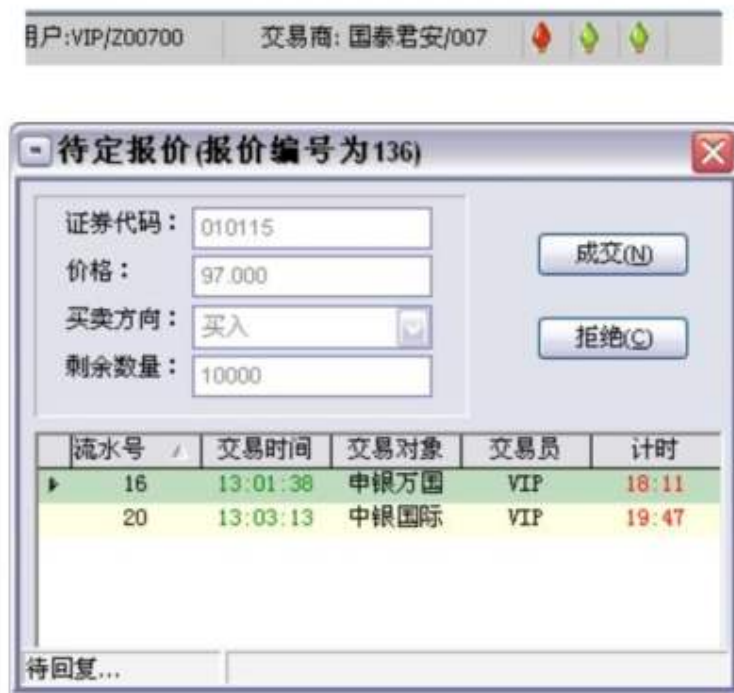 用户:VIP/Z00700 交易商: 国泰君安/007
待定报价(报价编号为136)
证券代码： 010115
价格： 97.000
买卖方向： 买入
剩余数量： 10000
成交(N)
拒绝(C)
流水号 交易时间 交易对象 交易员 计时
16 13:01:38 申银万国 VIP 18:11
20 13:03:13 中银国际 VIP 19:47
待回复...